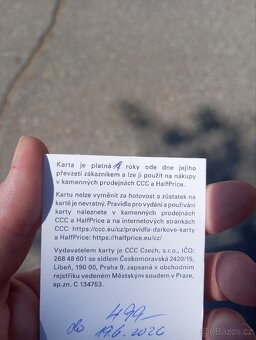 Karta je platná 1 roky ode dne jejího
převzetí zákazníkem a lze ji použít na nákupy
v kamenných prodejnách CCC a HalfPrice.
Kartu nelze vyměnit za hotovost a zůstatek na
kartě je nevratný. Pravidla pro vydání a používání
karty naleznete v kamenných prodejnách
CCC a HalfPrice a na internetových stránkách
CCC: https://ccc.eu/cz/pravidla-darkove-karty
a HalfPrice: https://halfprice.eu/cz/
Vydavatelem karty je CCC Czech, s.r.o., IČO:
268 48 601 se sídlem Českomoravská 2420/15,
Libeň, 190 00, Praha 9, zapsaná v obchodním
rejstříku vedeném Městským soudem v Praze,
sp.zn. C 134753.
499
do 19.6.2026
Sbazar.cz